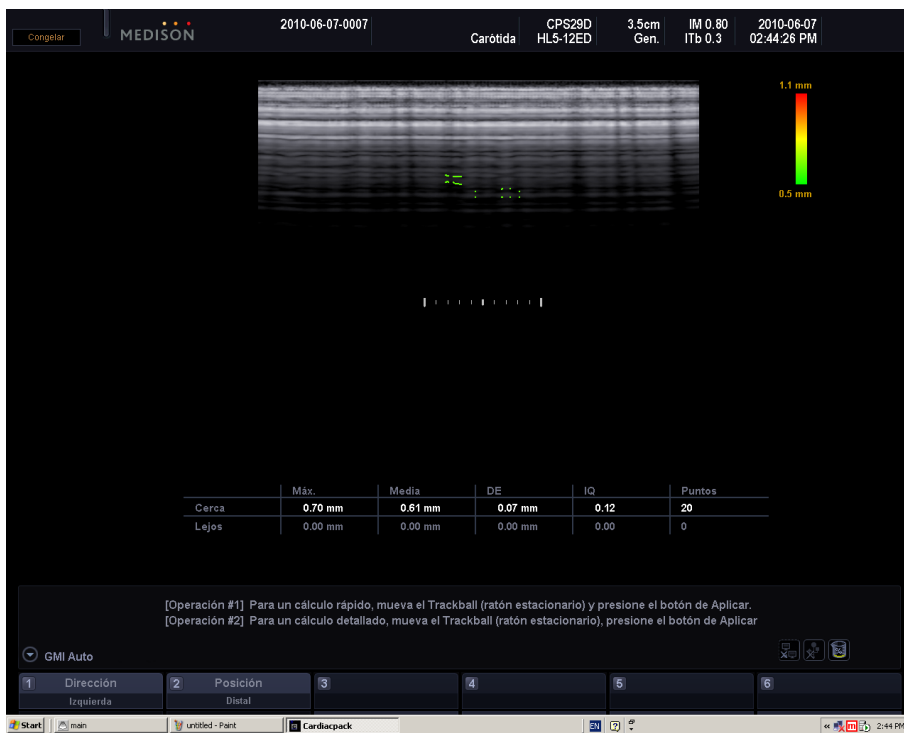 Congelar
MEDISON
2010-06-07-0007
Carótida
CPS29D
HL5-12ED
3.5cm
Gen.
IM 0.80
ITb 0.3
2010-06-07
02:44:26 PM
1.1 mm
0.5 mm
Máx. Media DE IQ Puntos
Cerca 0.70 mm 0.61 mm 0.07 mm 0.12 20
Lejos 0.00 mm 0.00 mm 0.00 mm 0.00 0
[Operación #1] Para un cálculo rápido, mueva el Trackball (ratón estacionario) y presione el botón de Aplicar.
[Operación #2] Para un cálculo detallado, mueva el Trackball (ratón estacionario), presione el botón de Aplicar
GMI Auto
1 Dirección 2 Posición 3 4 5 6
Izquierda Distal
Start main untitled - Paint Cardiacpack EN 2:44 PM